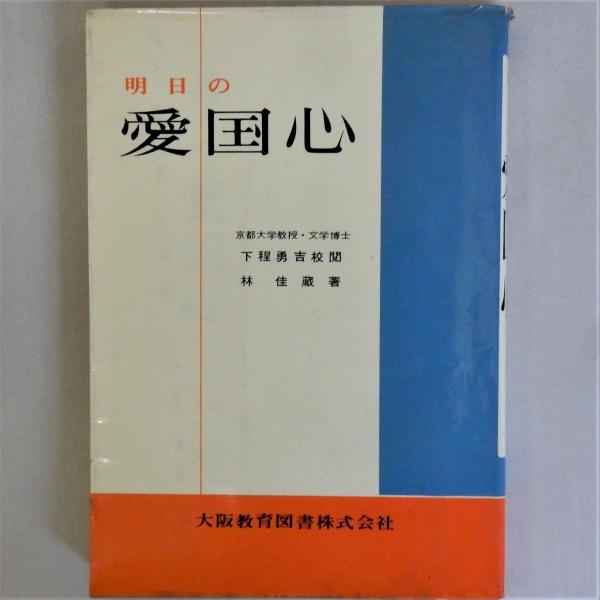 明日の
愛国心
京都大学教授・文学博士
下程勇吉校閲
林佳蔵著
大阪教育図書株式会社